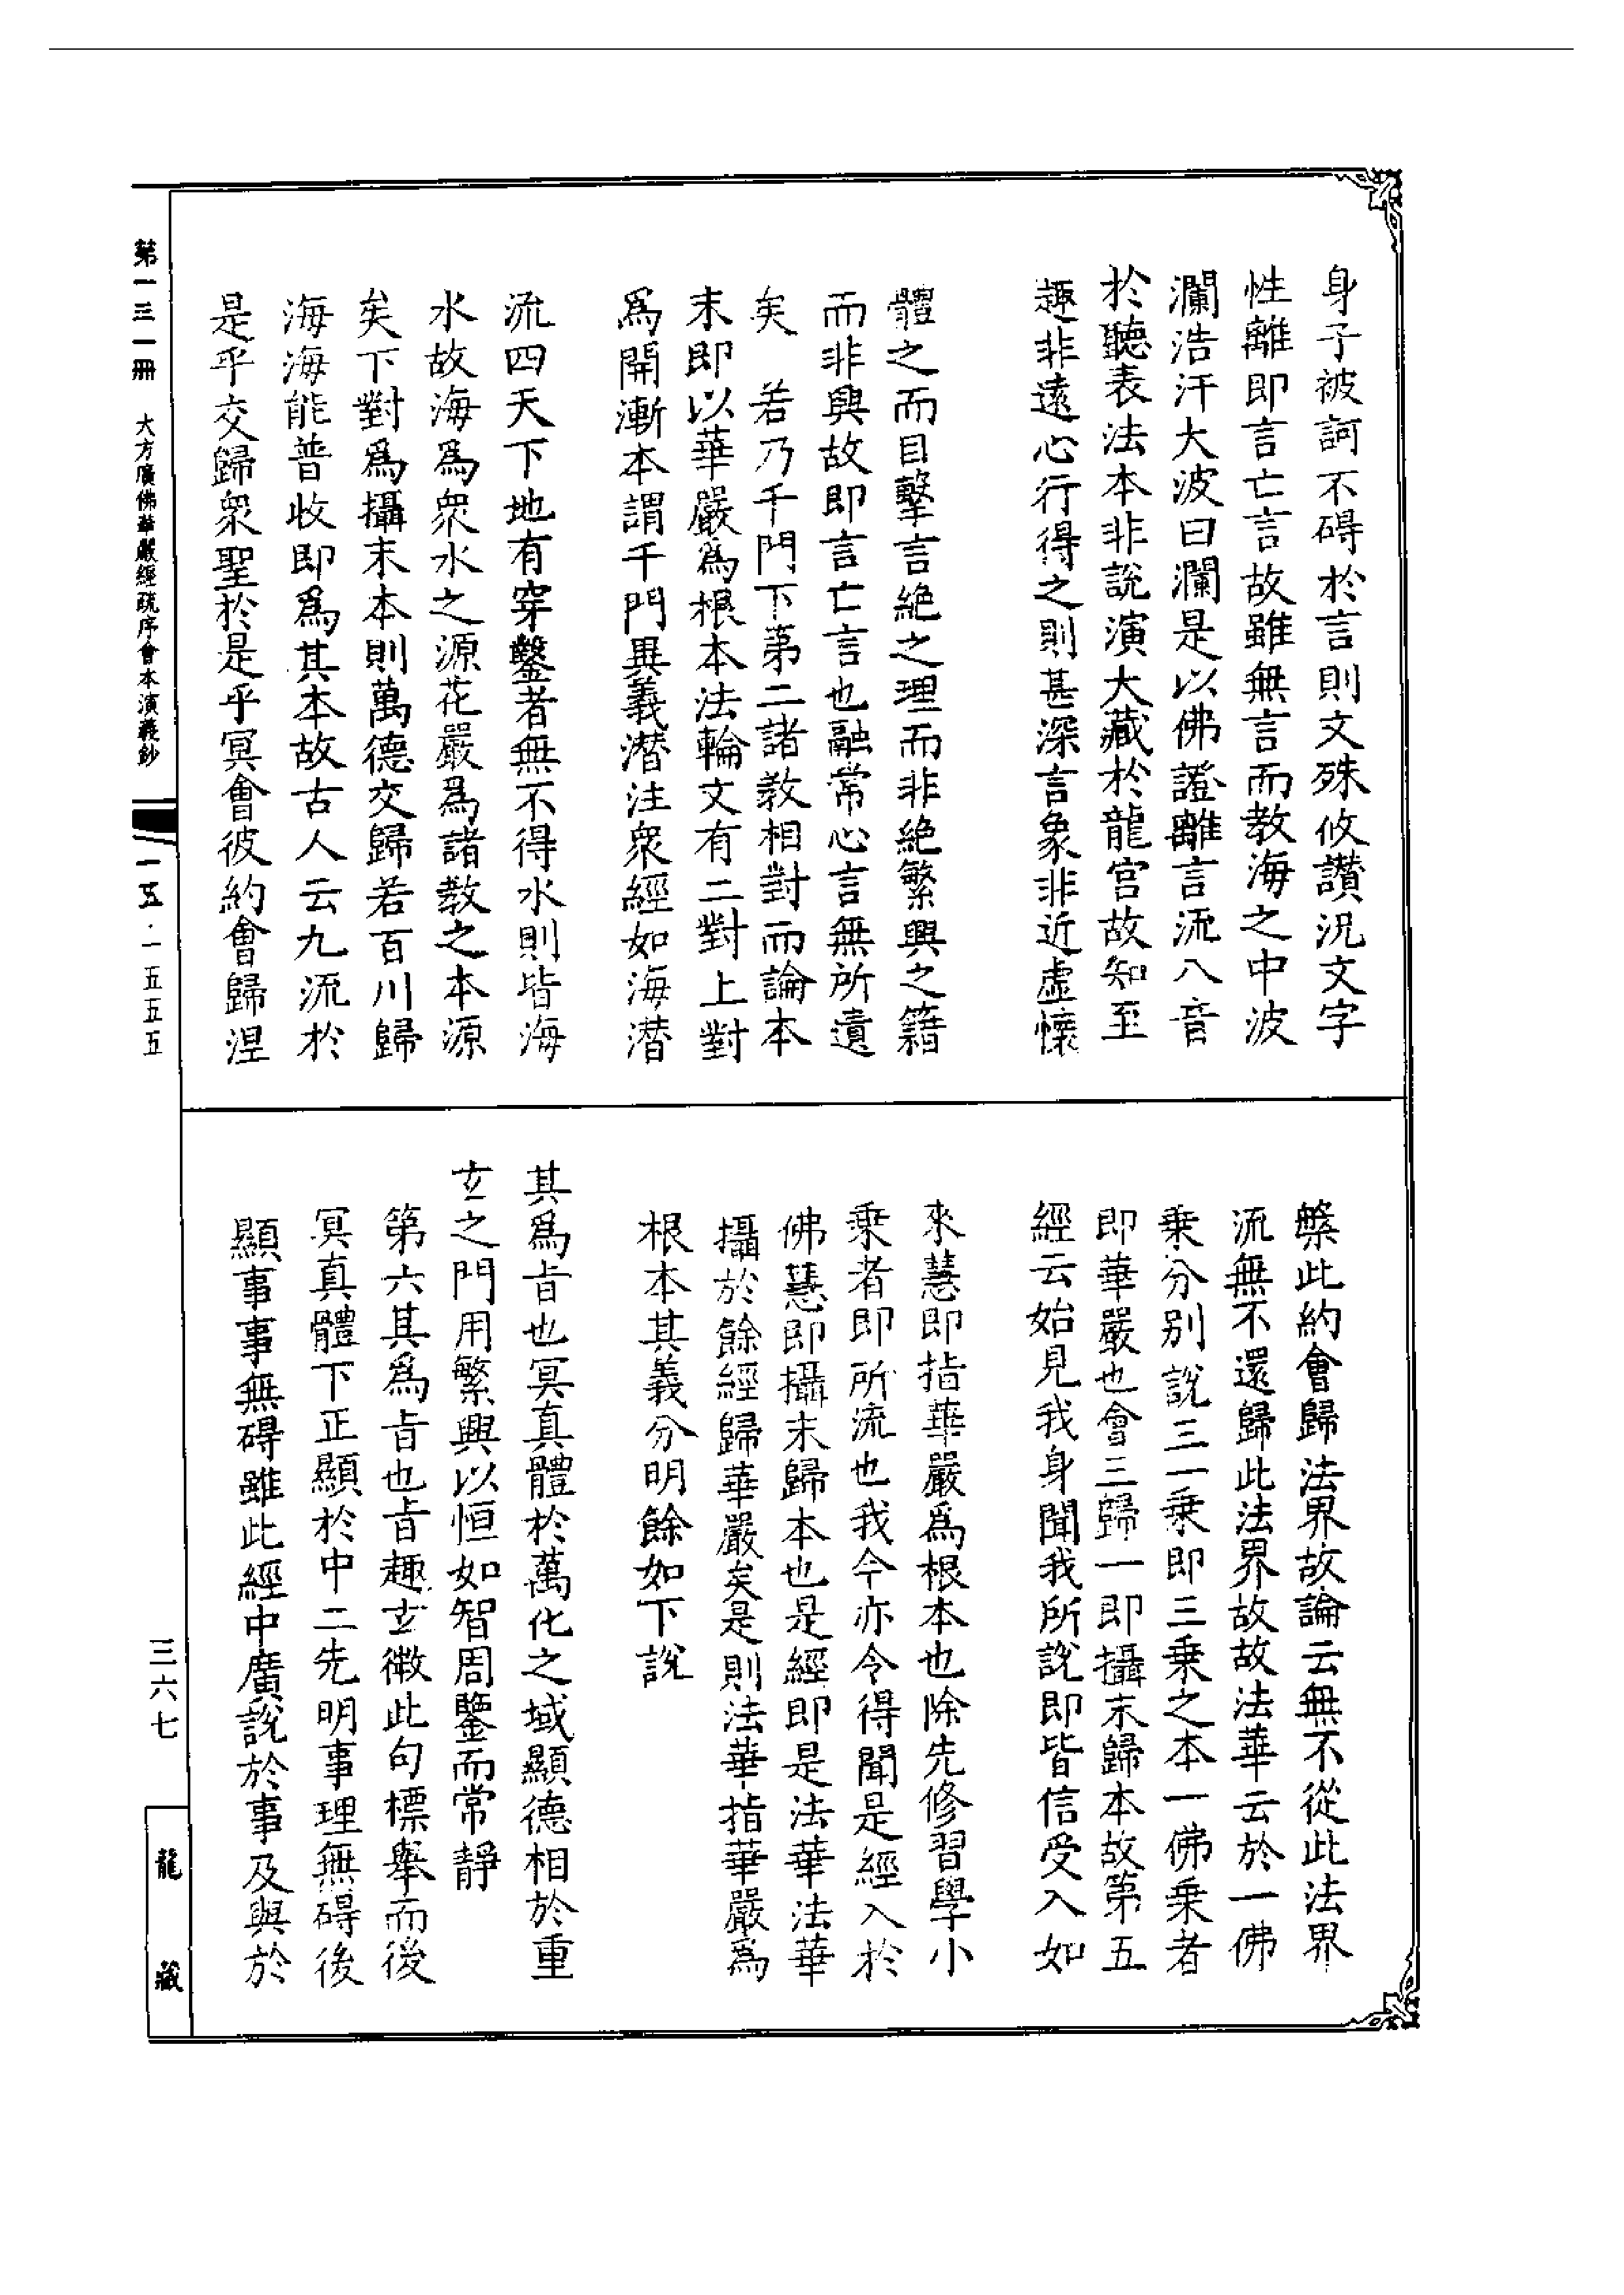 身子被訶不碍於言則文殊攸讚況文字
性離即言亡言故雖無言而教海之中波
瀾浩汗大波曰瀾是以佛證離言流八音
於聽表法本非說演大藏於龍宮故知至
趣非遠心行得之則甚深言象非近虛懷
體之而目擊言絶之理而非絶繁興之籍
而非興故即言亡言也融常心言無所遺
矣　若乃千門下第二諸教相對而論本
末即以華嚴爲根本法輪文有二對上對
爲開漸本謂千門異義潜注衆經如海潜
流四天下地有穿鑿者無不得水則皆海
水故海爲衆水之源花嚴爲諸教之本源
矣下對爲攝末本則萬德交歸若百川歸
海海能普收即爲其本故古人云九流於
是乎交歸衆聖於是乎冥會彼約會歸涅
槃此約會歸法界故論云無不從此法界
流無不還歸此法界故故法華云於一佛
乘分別說三一乘即三乘之本一佛乘者
即華嚴也會三歸一即攝末歸本故第五
經云始見我身聞我所說即皆信受入如
來慧即指華嚴爲根本也除先修習學小
乘者即所流也我今亦令得聞是經入於
佛慧即攝末歸本也是經即是法華法華
攝於餘經歸華嚴矣是則法華指華嚴爲
根本其義分明餘如下說
其爲㫖也冥真體於萬化之域顯德相於重
玄之門用繁興以恒如智周鑒而常靜
第六其爲㫖也㫖趣玄微此句標舉而後
冥真體下正顯於中二先明事理無碍後
顯事事無碍雖此經中廣說於事及與於
第一三一冊　大方廣佛華嚴經疏序會本演義鈔
一五·一五五五
三六七
龍藏